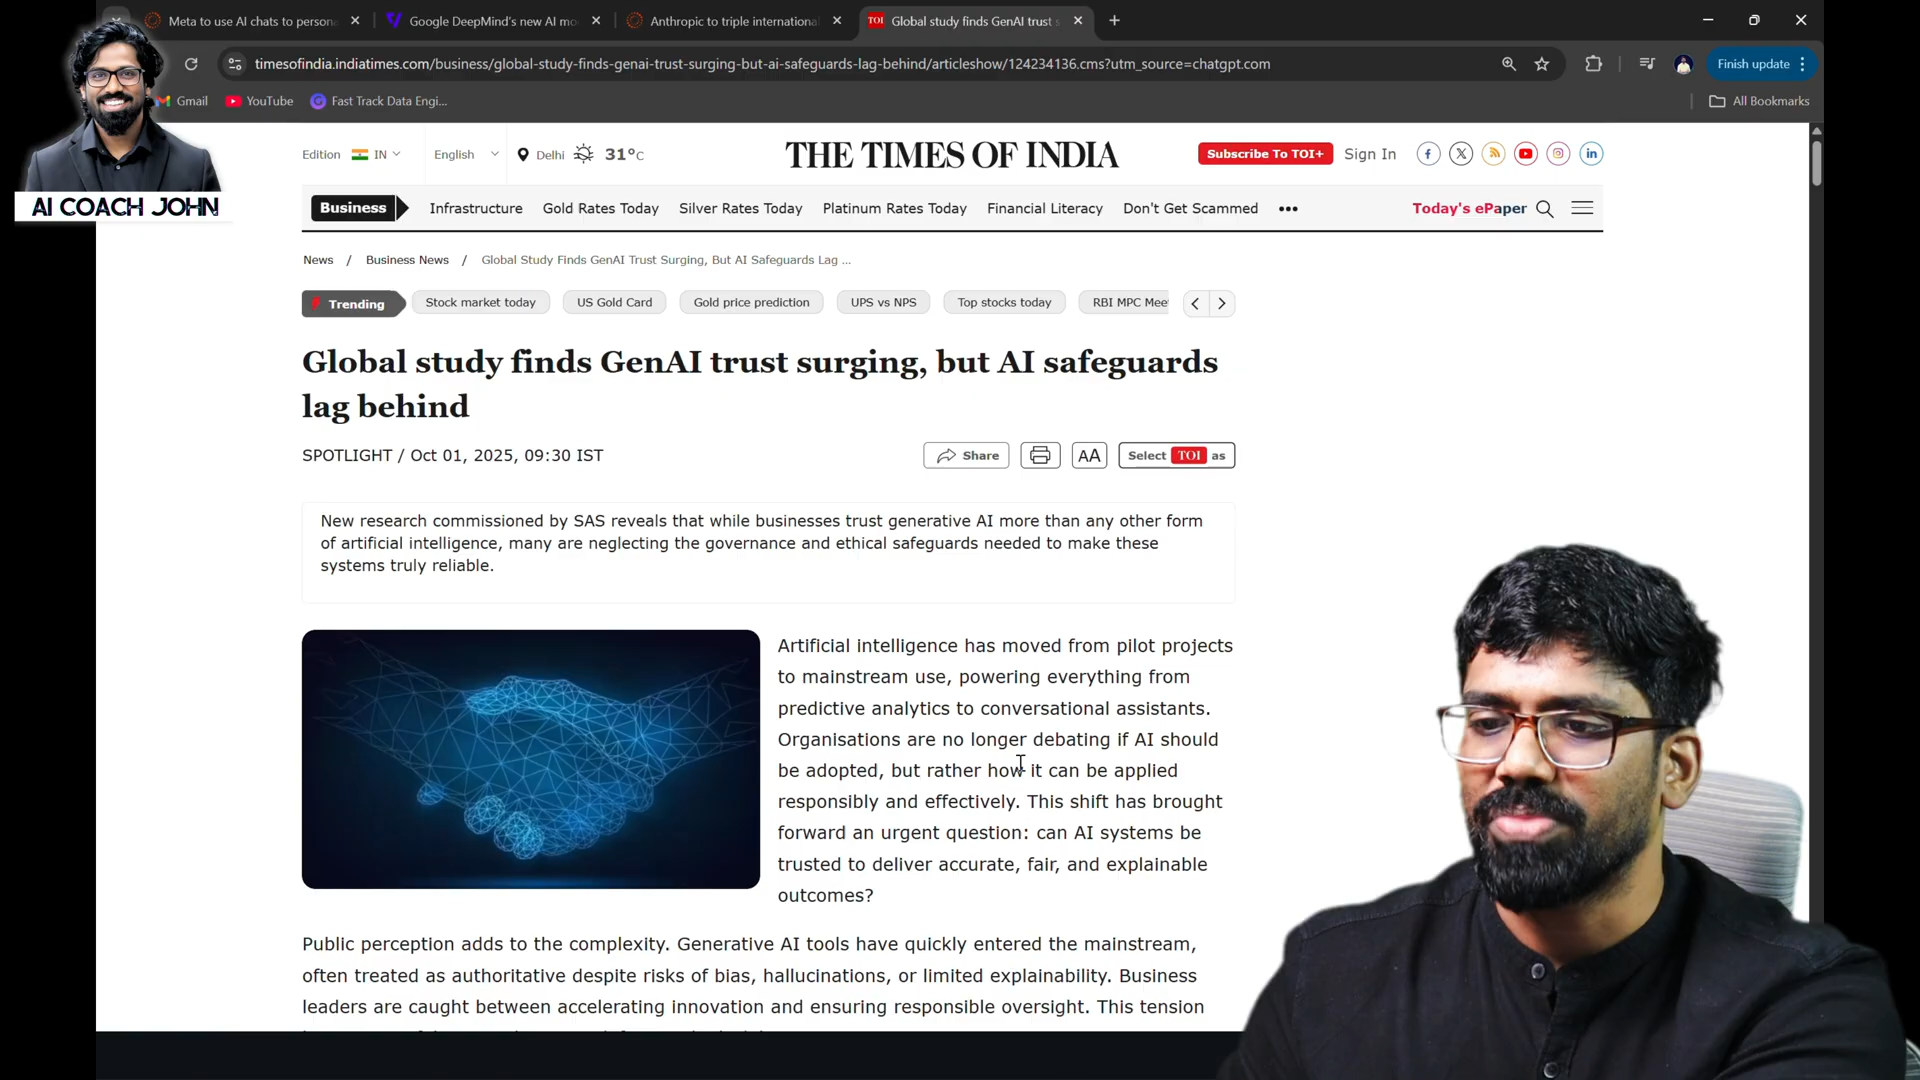 Meta to use AI chats to person
Google DeepMind's new AI mo
Anthropic to triple international
TOI Global study finds GenAI trust s
timesofindia.indiatimes.com/business/global-study-finds-genai-trust-surging-but-ai-safeguards-lag-behind/articleshow/124234136.cms?utm_source=chatgpt.com
Finish update
Gmail
YouTube
Fast Track Data Engi...
All Bookmarks
AI COACH JOHN
Edition IN
English
Delhi 31°C
THE TIMES OF INDIA
Subscribe To TOI+
Sign In
Business
Infrastructure
Gold Rates Today
Silver Rates Today
Platinum Rates Today
Financial Literacy
Don't Get Scammed
•••
Today's ePaper
News / Business News / Global Study Finds GenAI Trust Surging, But AI Safeguards Lag ...
Trending
Stock market today
US Gold Card
Gold price prediction
UPS vs NPS
Top stocks today
RBI MPC Mee
Global study finds GenAI trust surging, but AI safeguards
lag behind
SPOTLIGHT / Oct 01, 2025, 09:30 IST
Share
AA
Select TOI as
New research commissioned by SAS reveals that while businesses trust generative AI more than any other form
of artificial intelligence, many are neglecting the governance and ethical safeguards needed to make these
systems truly reliable.
Artificial intelligence has moved from pilot projects
to mainstream use, powering everything from
predictive analytics to conversational assistants.
Organisations are no longer debating if AI should
be adopted, but rather how it can be applied
responsibly and effectively. This shift has brought
forward an urgent question: can AI systems be
trusted to deliver accurate, fair, and explainable
outcomes?
Public perception adds to the complexity. Generative AI tools have quickly entered the mainstream,
often treated as authoritative despite risks of bias, hallucinations, or limited explainability. Business
leaders are caught between accelerating innovation and ensuring responsible oversight. This tension